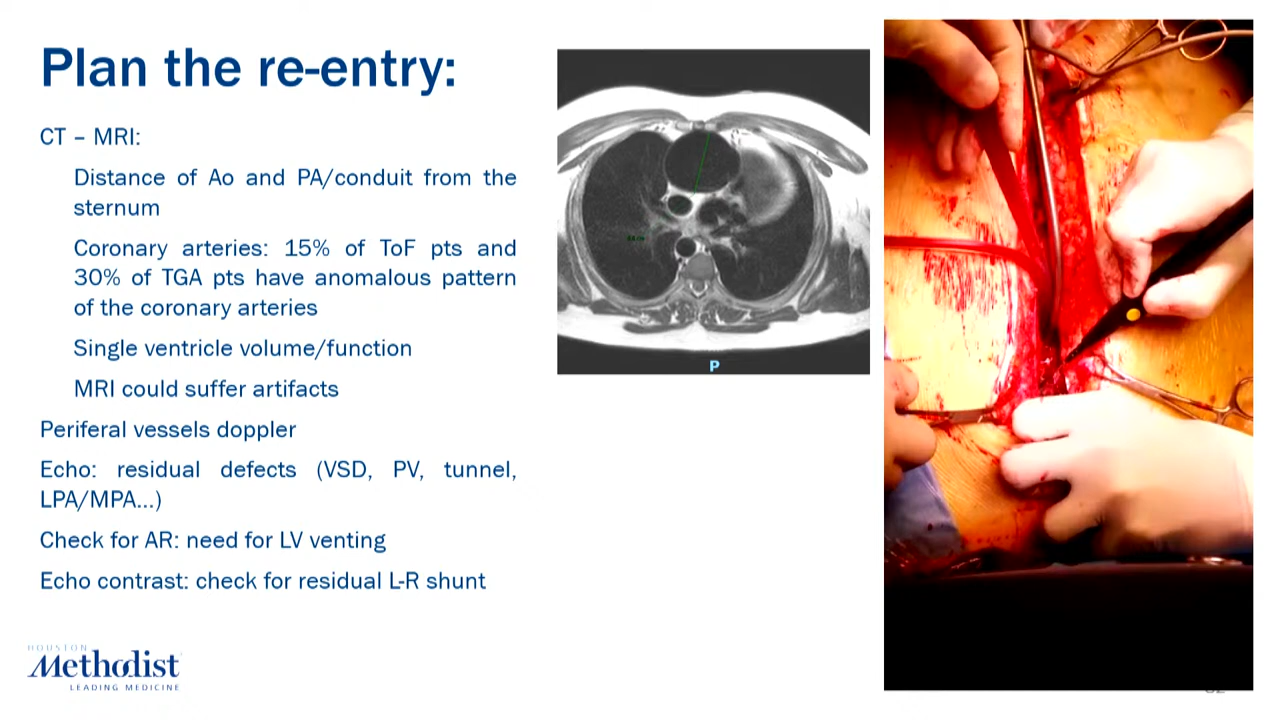 Plan the re-entry:
CT – MRI:
Distance of Ao and PA/conduit from the
sternum
Coronary arteries: 15% of ToF pts and
30% of TGA pts have anomalous pattern
of the coronary arteries
Single ventricle volume/function
MRI could suffer artifacts
Periferal vessels doppler
Echo: residual defects (VSD, PV, tunnel,
LPA/MPA...)
Check for AR: need for LV venting
Echo contrast: check for residual L-R shunt
P
HOUSTON
Methodist
LEADING MEDICINE